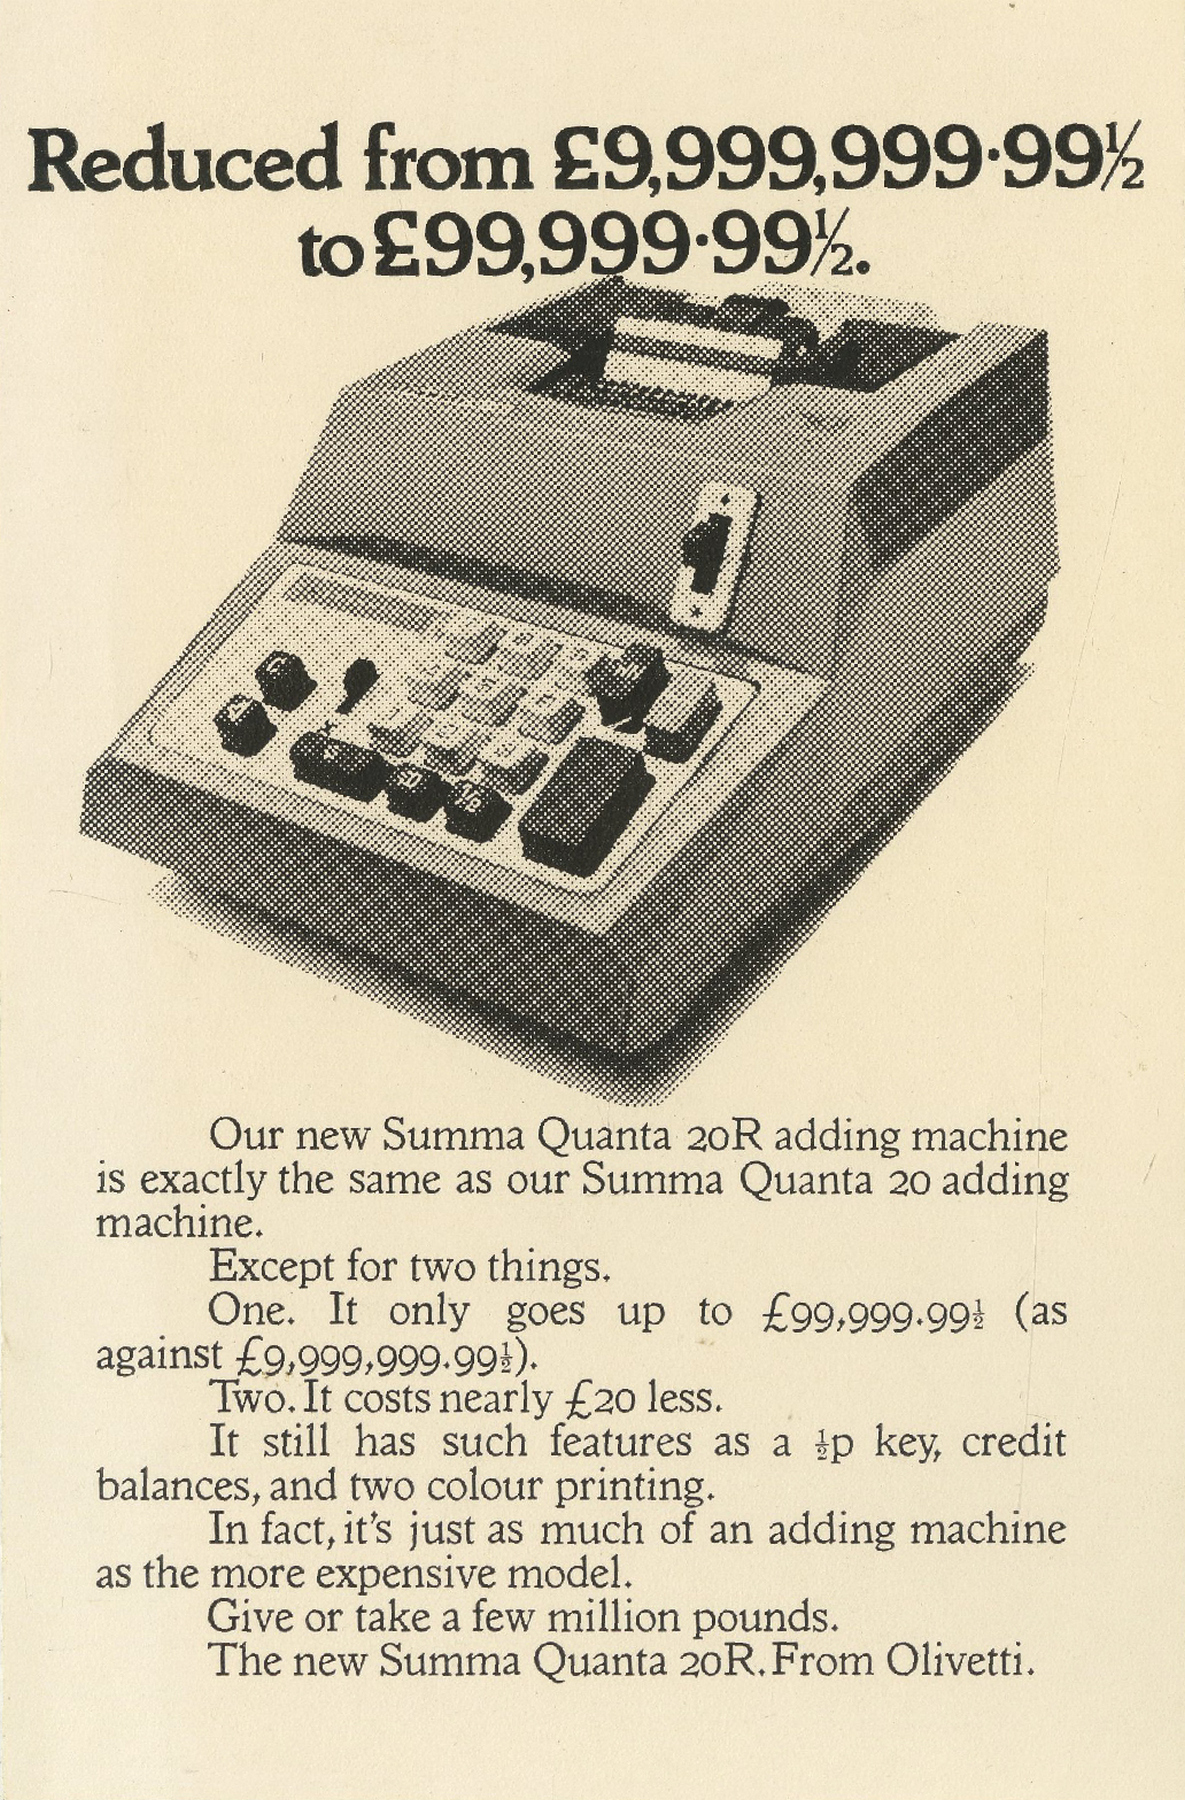 Reduced from £9,999,999·99½
to £99,999·99½.
Our new Summa Quanta 20R adding machine
is exactly the same as our Summa Quanta 20 adding
machine.
Except for two things.
One. It only goes up to £99,999.99½ (as
against £9,999,999.99½).
Two. It costs nearly £20 less.
It still has such features as a ½p key, credit
balances, and two colour printing.
In fact, it's just as much of an adding machine
as the more expensive model.
Give or take a few million pounds.
The new Summa Quanta 20R. From Olivetti.